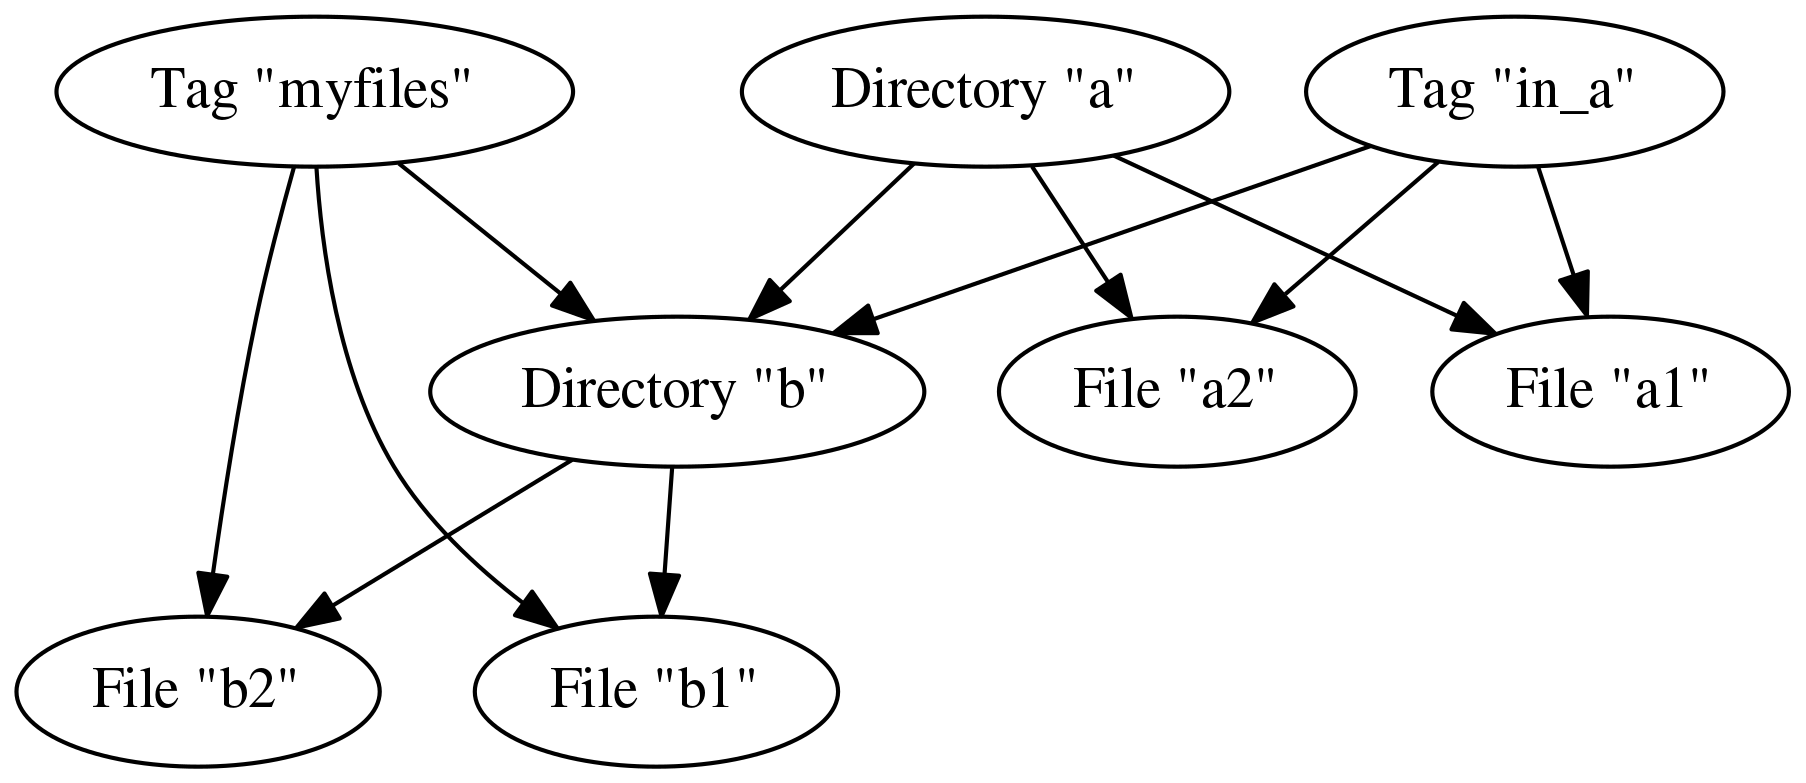 Tag "myfiles"
Directory "a"
Tag "in_a"
Directory "b"
File "a2"
File "a1"
File "b2"
File "b1"